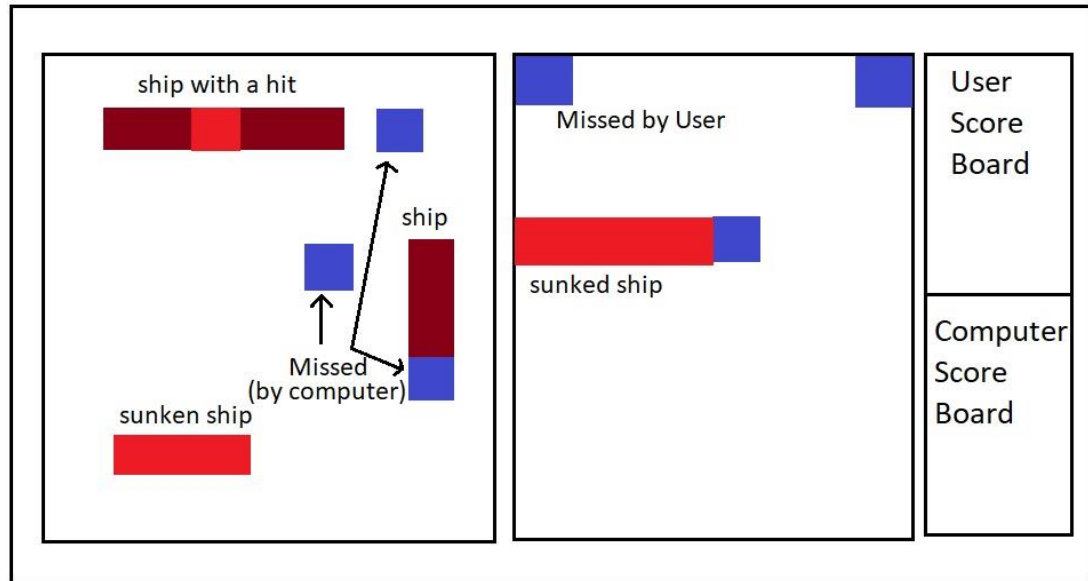 ship with a hit
ship
Missed
(by computer)
sunken ship
Missed by User
sunked ship
User
Score
Board
Computer
Score
Board